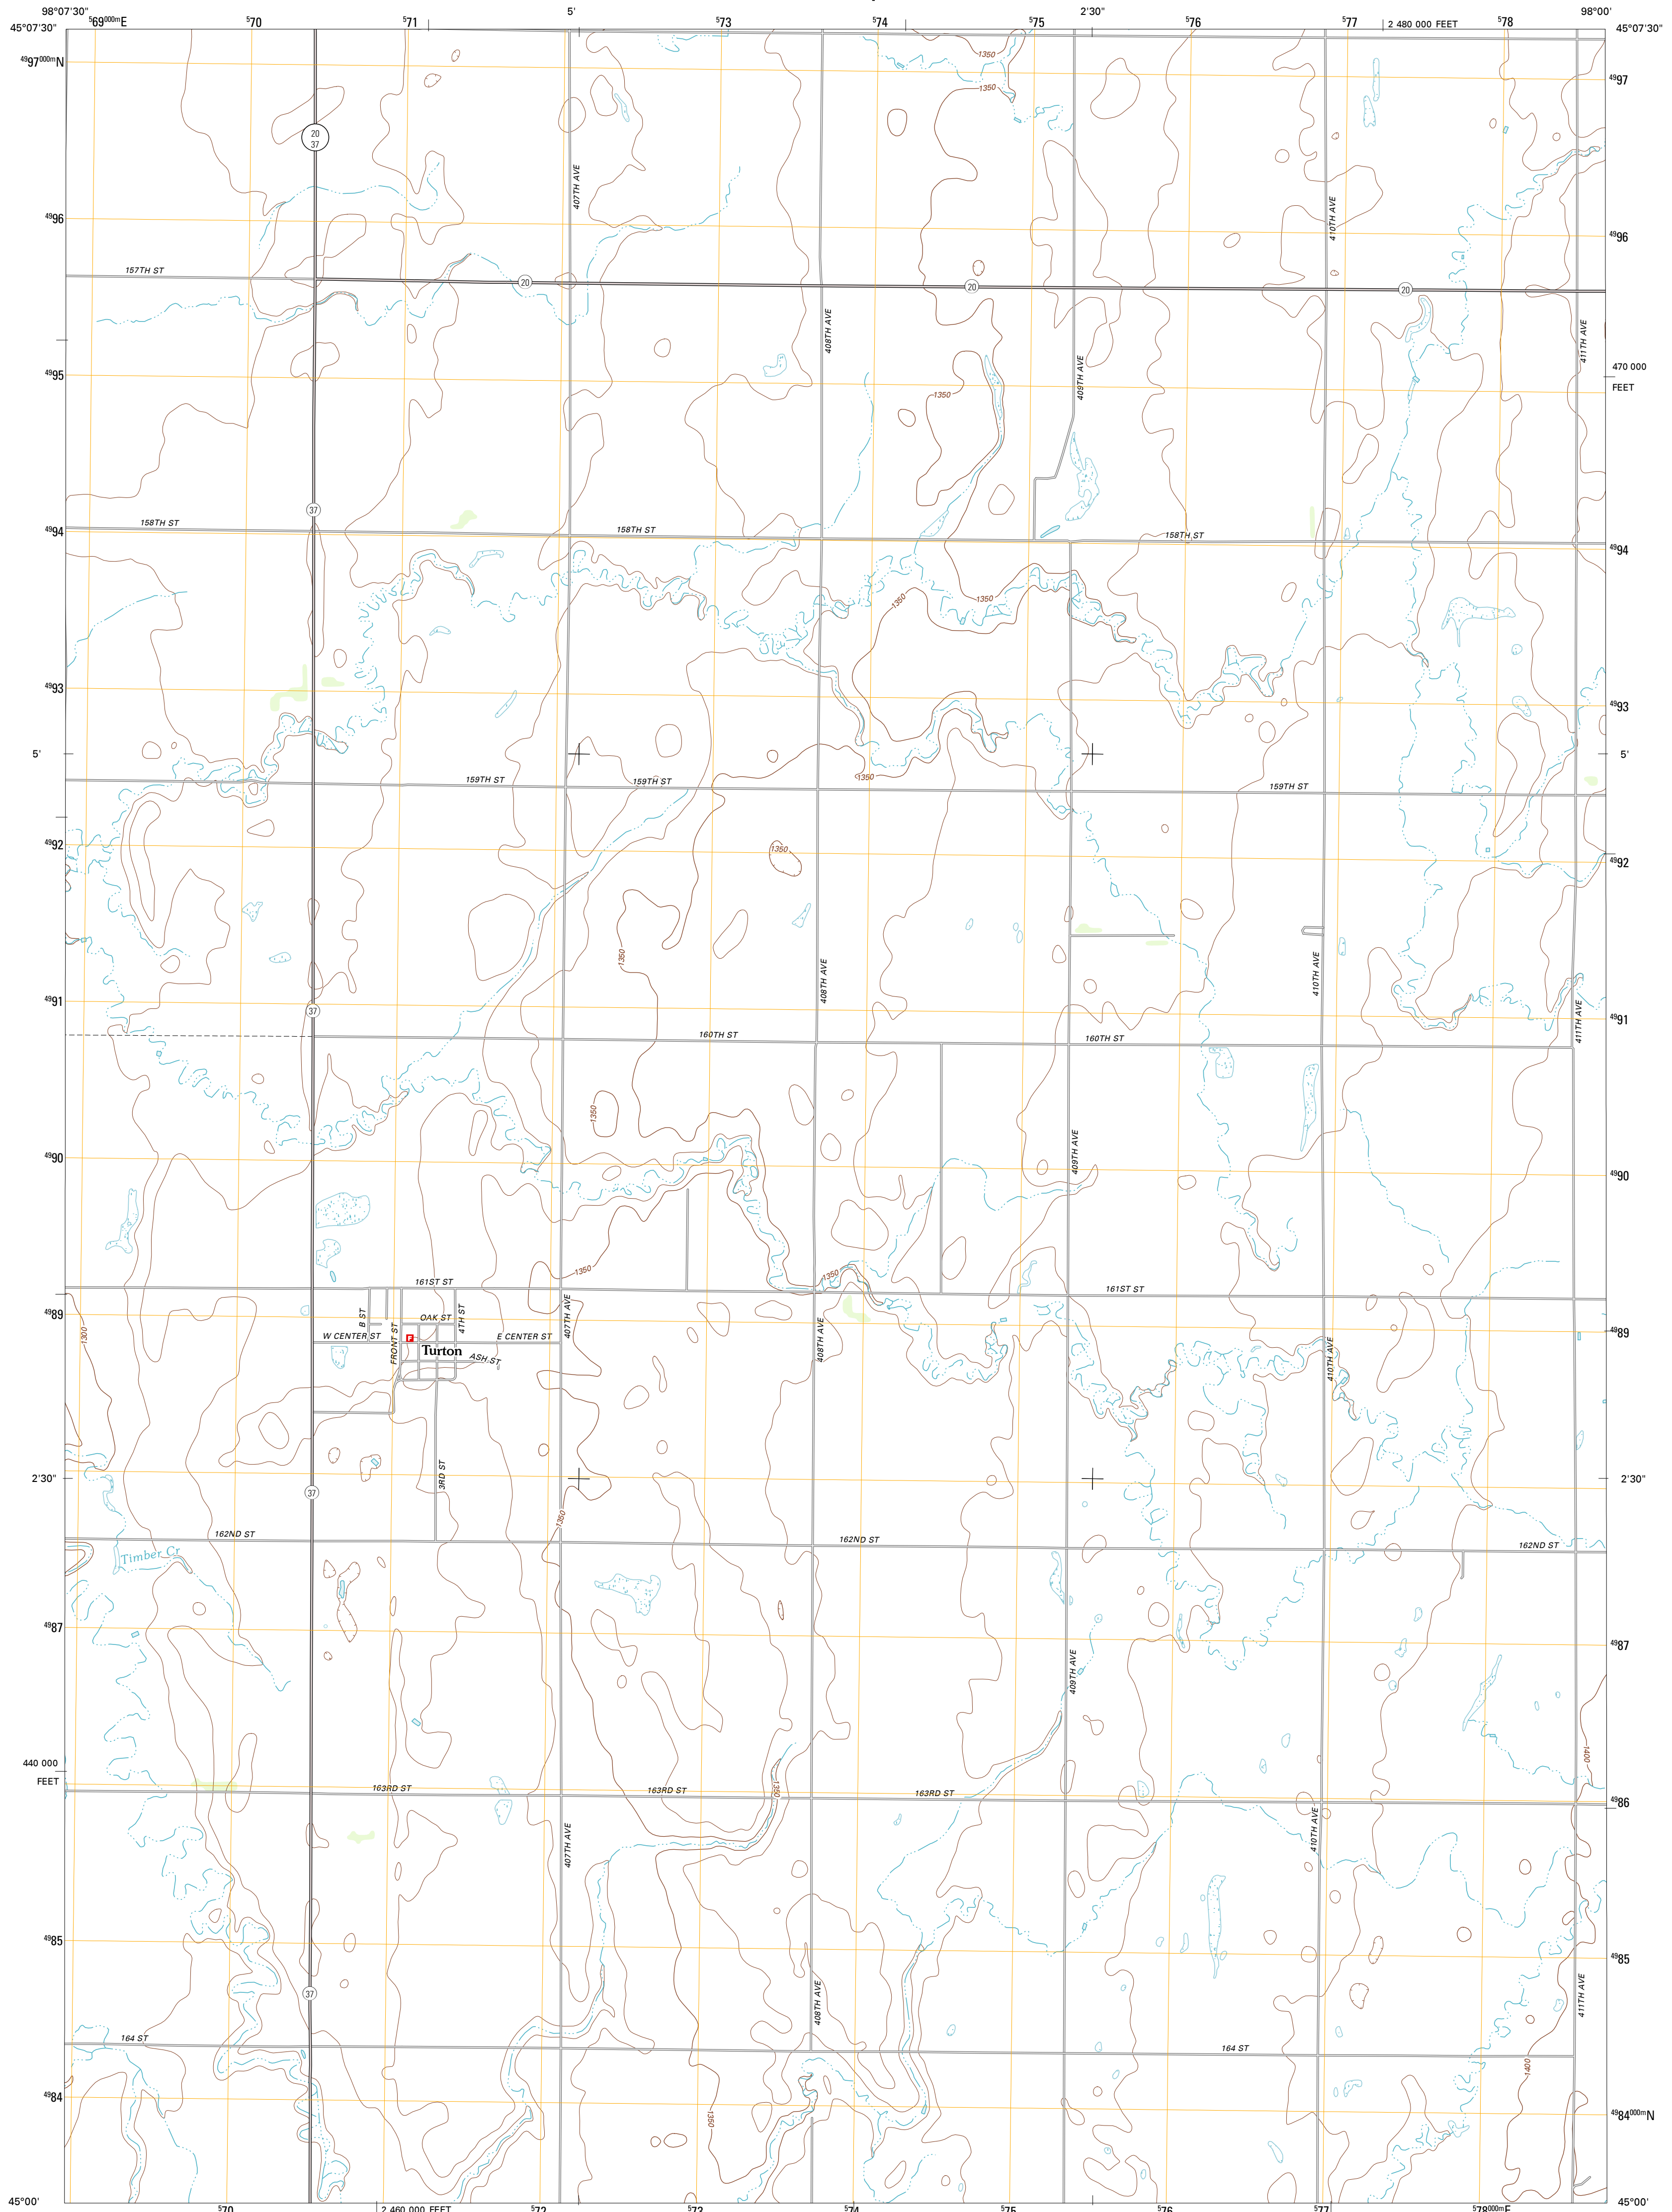 98°07'30" 5' 2'30" 98°00'
⁵69⁰⁰⁰ᵐE ⁵70 ⁵71 ⁵73 ⁵74 ⁵75 ⁵76 ⁵77 2 480 000 FEET ⁵78
45°07'30" 45°07'30"
⁴⁹97⁰⁰⁰ᵐN ⁴⁹97
1350
1350
20
37
407TH AVE
410TH AVE
⁴⁹96 ⁴⁹96
157TH ST
20 20 20
408TH AVE
411TH AVE
409TH AVE
470 000
FEET
⁴⁹95 ⁴⁹95
1350
37
158TH ST 158TH ST 158TH ST
⁴⁹94 ⁴⁹94
1350 1350
⁴⁹93 ⁴⁹93
5' 5'
1350
159TH ST 159TH ST 159TH ST
⁴⁹92 ⁴⁹92
1350
1350
408TH AVE
410TH AVE
411TH AVE
⁴⁹91 ⁴⁹91
37
160TH ST 160TH ST
1350
409TH AVE
⁴⁹90 ⁴⁹90
1350
1350
161ST ST 161ST ST
⁴⁹89 ⁴⁹89
1300
B ST
FRONT ST
OAK ST
4TH ST
407TH AVE
W CENTER ST E CENTER ST
F
Turton
ASH ST
408TH AVE
410TH AVE
3RD ST
2'30" 2'30"
37
1350
162ND ST 162ND ST 162ND ST
Timber Cr
⁴⁹87 ⁴⁹87
409TH AVE
1400
440 000
FEET
1350
163RD ST 163RD ST 163RD ST
⁴⁹86
407TH AVE
410TH AVE
⁴⁹85 ⁴⁹85
37
408TH AVE
411TH AVE
164 ST 164 ST
1400
⁴⁹84 ⁴⁹84⁰⁰⁰ᵐN
1350
45°00' 45°00'
⁵70 2 460 000 FEET ⁵72 ⁵73 ⁵74 ⁵75 ⁵76 ⁵77 ⁵78⁰⁰⁰ᵐE